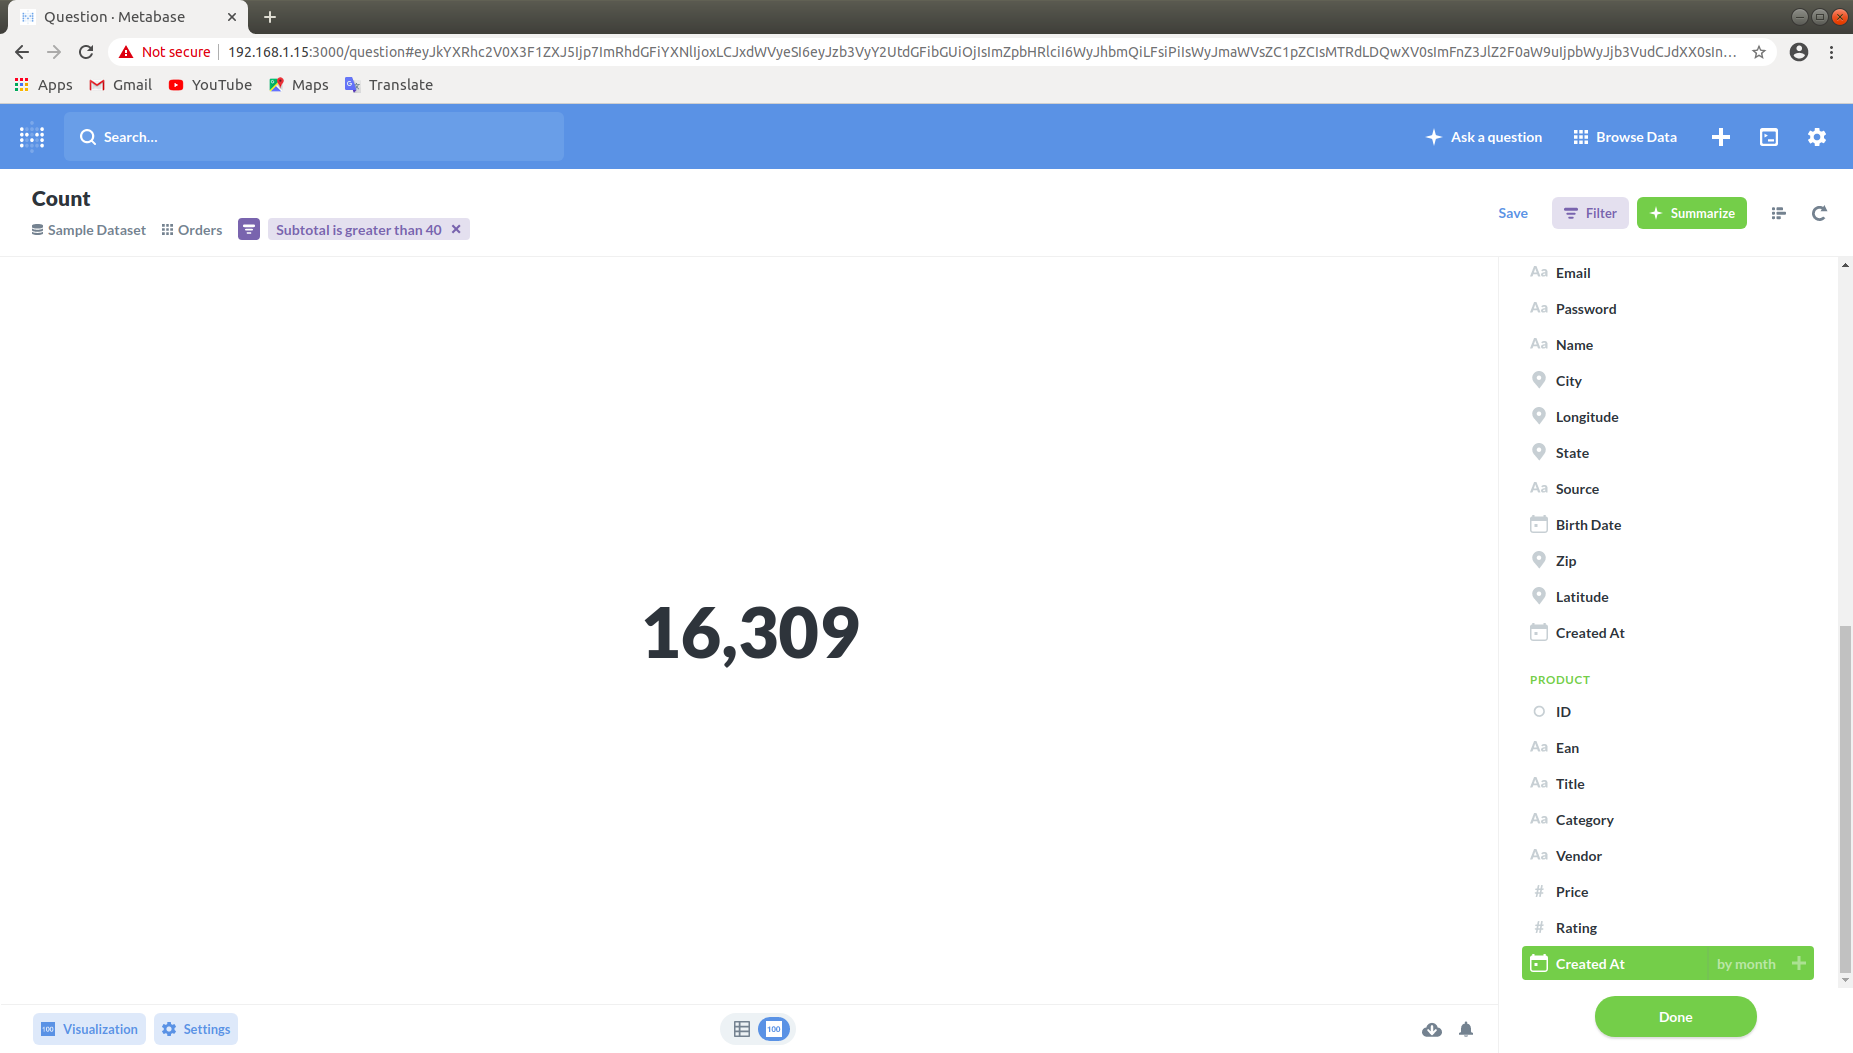 Question · Metabase
Not secure
192.168.1.15:3000/question#eyJkYXRhc2V0X3F1ZXJ5Ijp7ImRhdGFiYXNlIjoxLCJxdWVyeSI6eyJzb3VyY2UtdGFibGUiOjIsImZpbHRlciI6WyJhbmQiLFsiPiIsWyJmaWVsZC1pZCIsMTRdLDQwXV0sImFnZ3JlZ2F0aW9uIjpbWyJjb3VudCJdXX0sIn...
Apps
Gmail
YouTube
Maps
Translate
Search...
Ask a question
Browse Data
Count
Sample Dataset
Orders
Subtotal is greater than 40
Save
Filter
Summarize
16,309
Aa Email
Aa Password
Aa Name
City
Longitude
State
Aa Source
Birth Date
Zip
Latitude
Created At
PRODUCT
ID
Aa Ean
Aa Title
Aa Category
Aa Vendor
# Price
# Rating
Created At by month
100 Visualization
Settings
100
Done